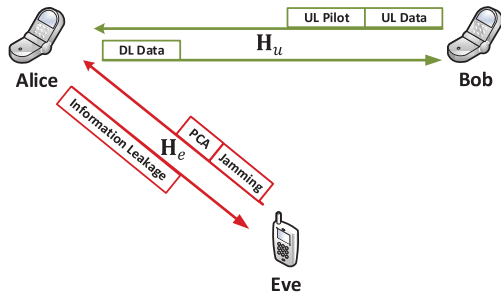 UL Pilot UL Data
H_u
DL Data
Alice
Bob
Information Leakage
H_e
PCA Jamming
Eve